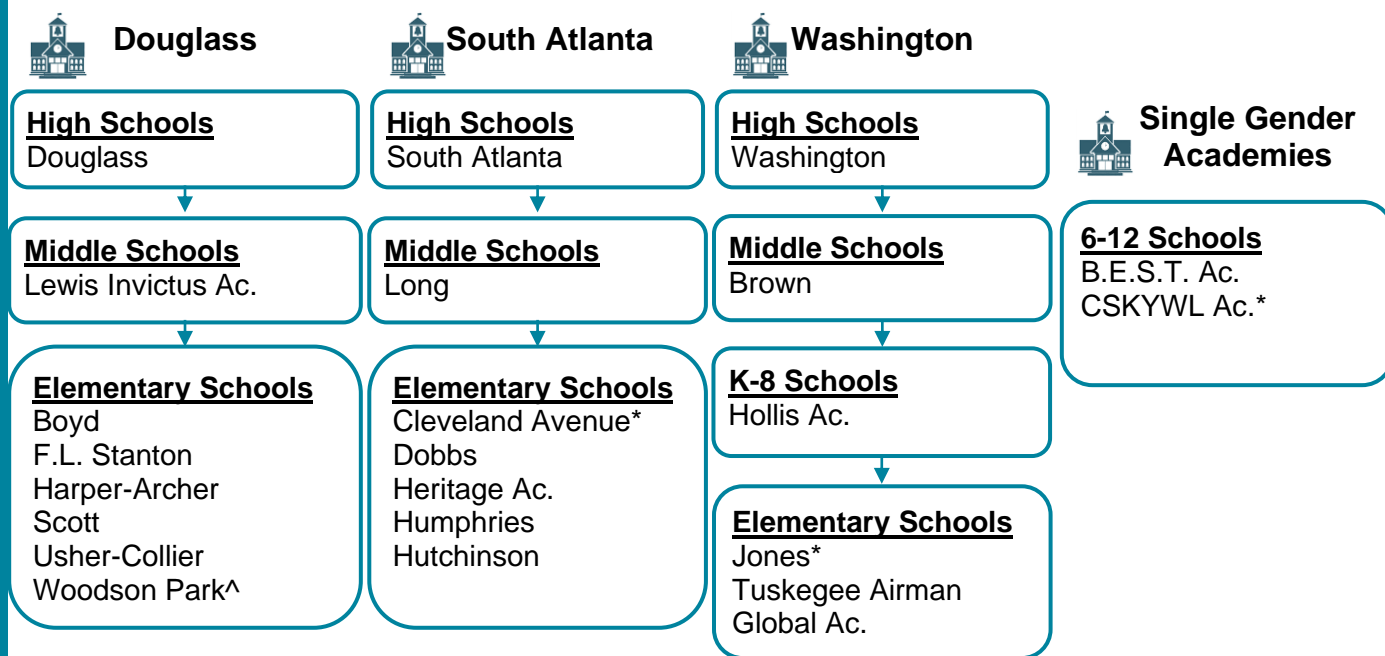 Douglass
High Schools
Douglass
Middle Schools
Lewis Invictus Ac.
Elementary Schools
Boyd
F.L. Stanton
Harper-Archer
Scott
Usher-Collier
Woodson Park^
South Atlanta
High Schools
South Atlanta
Middle Schools
Long
Elementary Schools
Cleveland Avenue*
Dobbs
Heritage Ac.
Humphries
Hutchinson
Washington
High Schools
Washington
Middle Schools
Brown
K-8 Schools
Hollis Ac.
Elementary Schools
Jones*
Tuskegee Airman
Global Ac.
Single Gender
Academies
6-12 Schools
B.E.S.T. Ac.
CSKYWL Ac.*